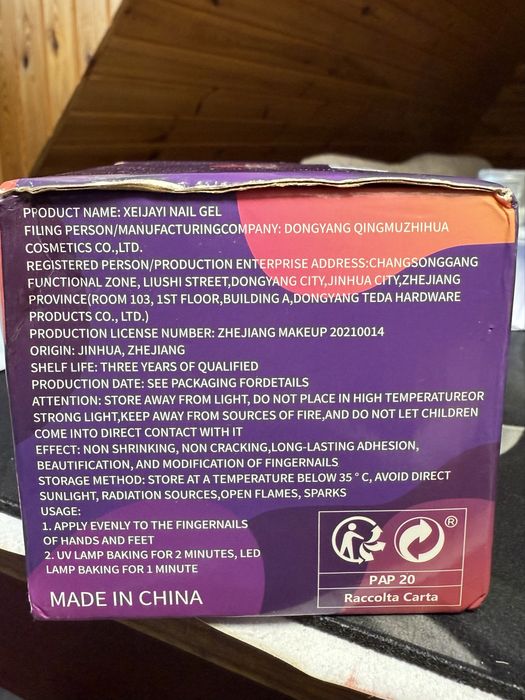 PRODUCT NAME: XEIJAYI NAIL GEL
FILING PERSON/MANUFACTURINGCOMPANY: DONGYANG QINGMUZHIHUA
COSMETICS CO.,LTD.
REGISTERED PERSON/PRODUCTION ENTERPRISE ADDRESS:CHANGSONGGANG
FUNCTIONAL ZONE, LIUSHI STREET,DONGYANG CITY,JINHUA CITY,ZHEJIANG
PROVINCE(ROOM 103, 1ST FLOOR,BUILDING A,DONGYANG TEDA HARDWARE
PRODUCTS CO., LTD.)
PRODUCTION LICENSE NUMBER: ZHEJIANG MAKEUP 20210014
ORIGIN: JINHUA, ZHEJIANG
SHELF LIFE: THREE YEARS OF QUALIFIED
PRODUCTION DATE: SEE PACKAGING FORDETAILS
ATTENTION: STORE AWAY FROM LIGHT, DO NOT PLACE IN HIGH TEMPERATUREOR
STRONG LIGHT,KEEP AWAY FROM SOURCES OF FIRE,AND DO NOT LET CHILDREN
COME INTO DIRECT CONTACT WITH IT
EFFECT: NON SHRINKING, NON CRACKING,LONG-LASTING ADHESION,
BEAUTIFICATION, AND MODIFICATION OF FINGERNAILS
STORAGE METHOD: STORE AT A TEMPERATURE BELOW 35 ° C, AVOID DIRECT
SUNLIGHT, RADIATION SOURCES,OPEN FLAMES, SPARKS
USAGE:
1. APPLY EVENLY TO THE FINGERNAILS
OF HANDS AND FEET
2. UV LAMP BAKING FOR 2 MINUTES, LED
LAMP BAKING FOR 1 MINUTE
MADE IN CHINA
®
PAP 20
Raccolta Carta